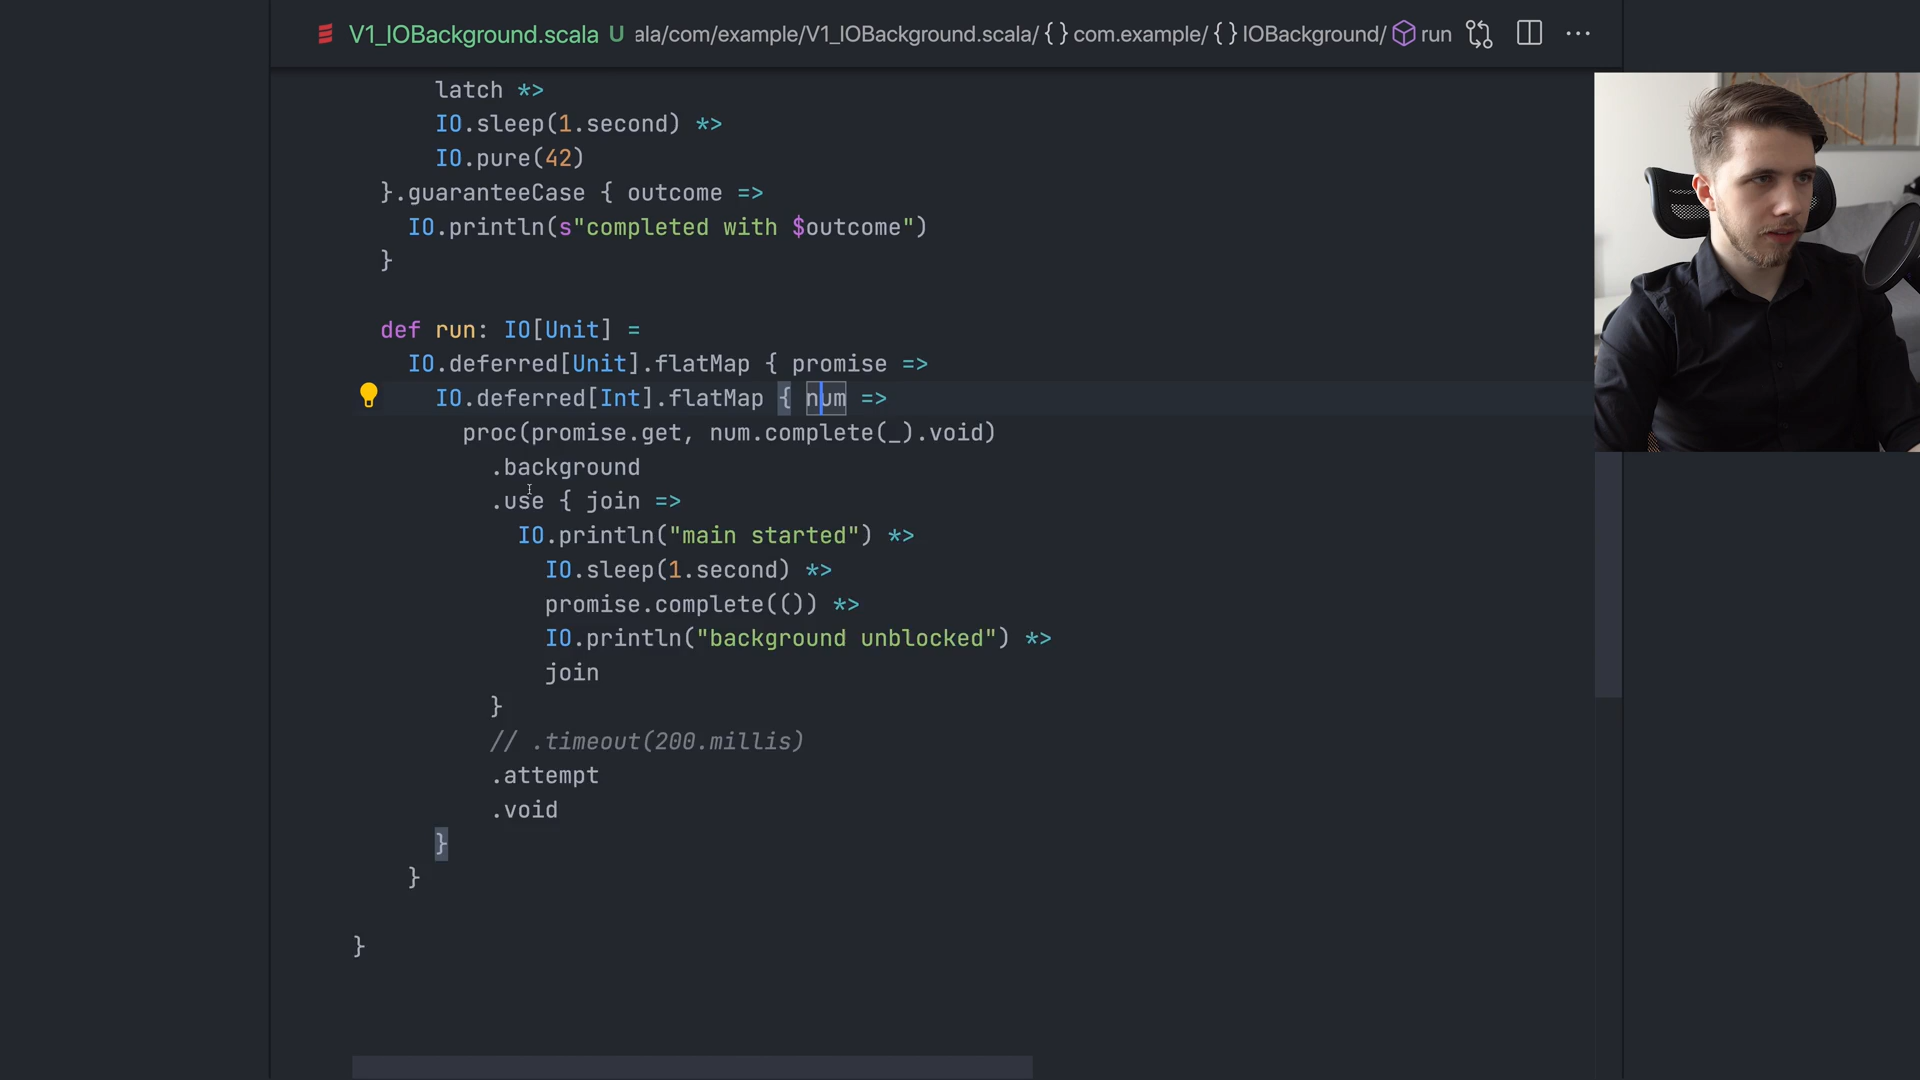 V1_IOBackground.scala U ala/com/example/V1_IOBackground.scala/{ } com.example/{ } IOBackground/ run ...
latch *>
IO.sleep(1.second) *>
IO.pure(42)
}.guaranteeCase { outcome =>
IO.println(s"completed with $outcome")
}
def run: IO[Unit] =
IO.deferred[Unit].flatMap { promise =>
IO.deferred[Int].flatMap { num =>
proc(promise.get, num.complete(_).void)
.background
.use { join =>
IO.println("main started") *>
IO.sleep(1.second) *>
promise.complete(()) *>
IO.println("background unblocked") *>
join
}
// .timeout(200.millis)
.attempt
.void
}
}
}